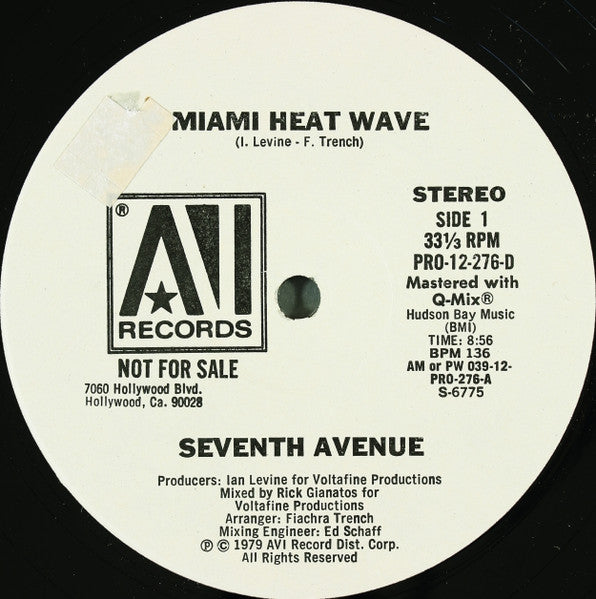 MIAMI HEAT WAVE
(I. Levine - F. Trench)
® AVI
RECORDS
NOT FOR SALE
7060 Hollywood Blvd.
Hollywood, Ca. 90028
STEREO
SIDE 1
33⅓ RPM
PRO-12-276-D
Mastered with
Q-Mix®
Hudson Bay Music
(BMI)
TIME: 8:56
BPM 136
AM or PW 039-12-
PRO-276-A
S-6775
SEVENTH AVENUE
Producers: Ian Levine for Voltafine Productions
Mixed by Rick Gianatos for
Voltafine Productions
Arranger: Fiachra Trench
Mixing Engineer: Ed Schaff
℗ © 1979 AVI Record Dist. Corp.
All Rights Reserved